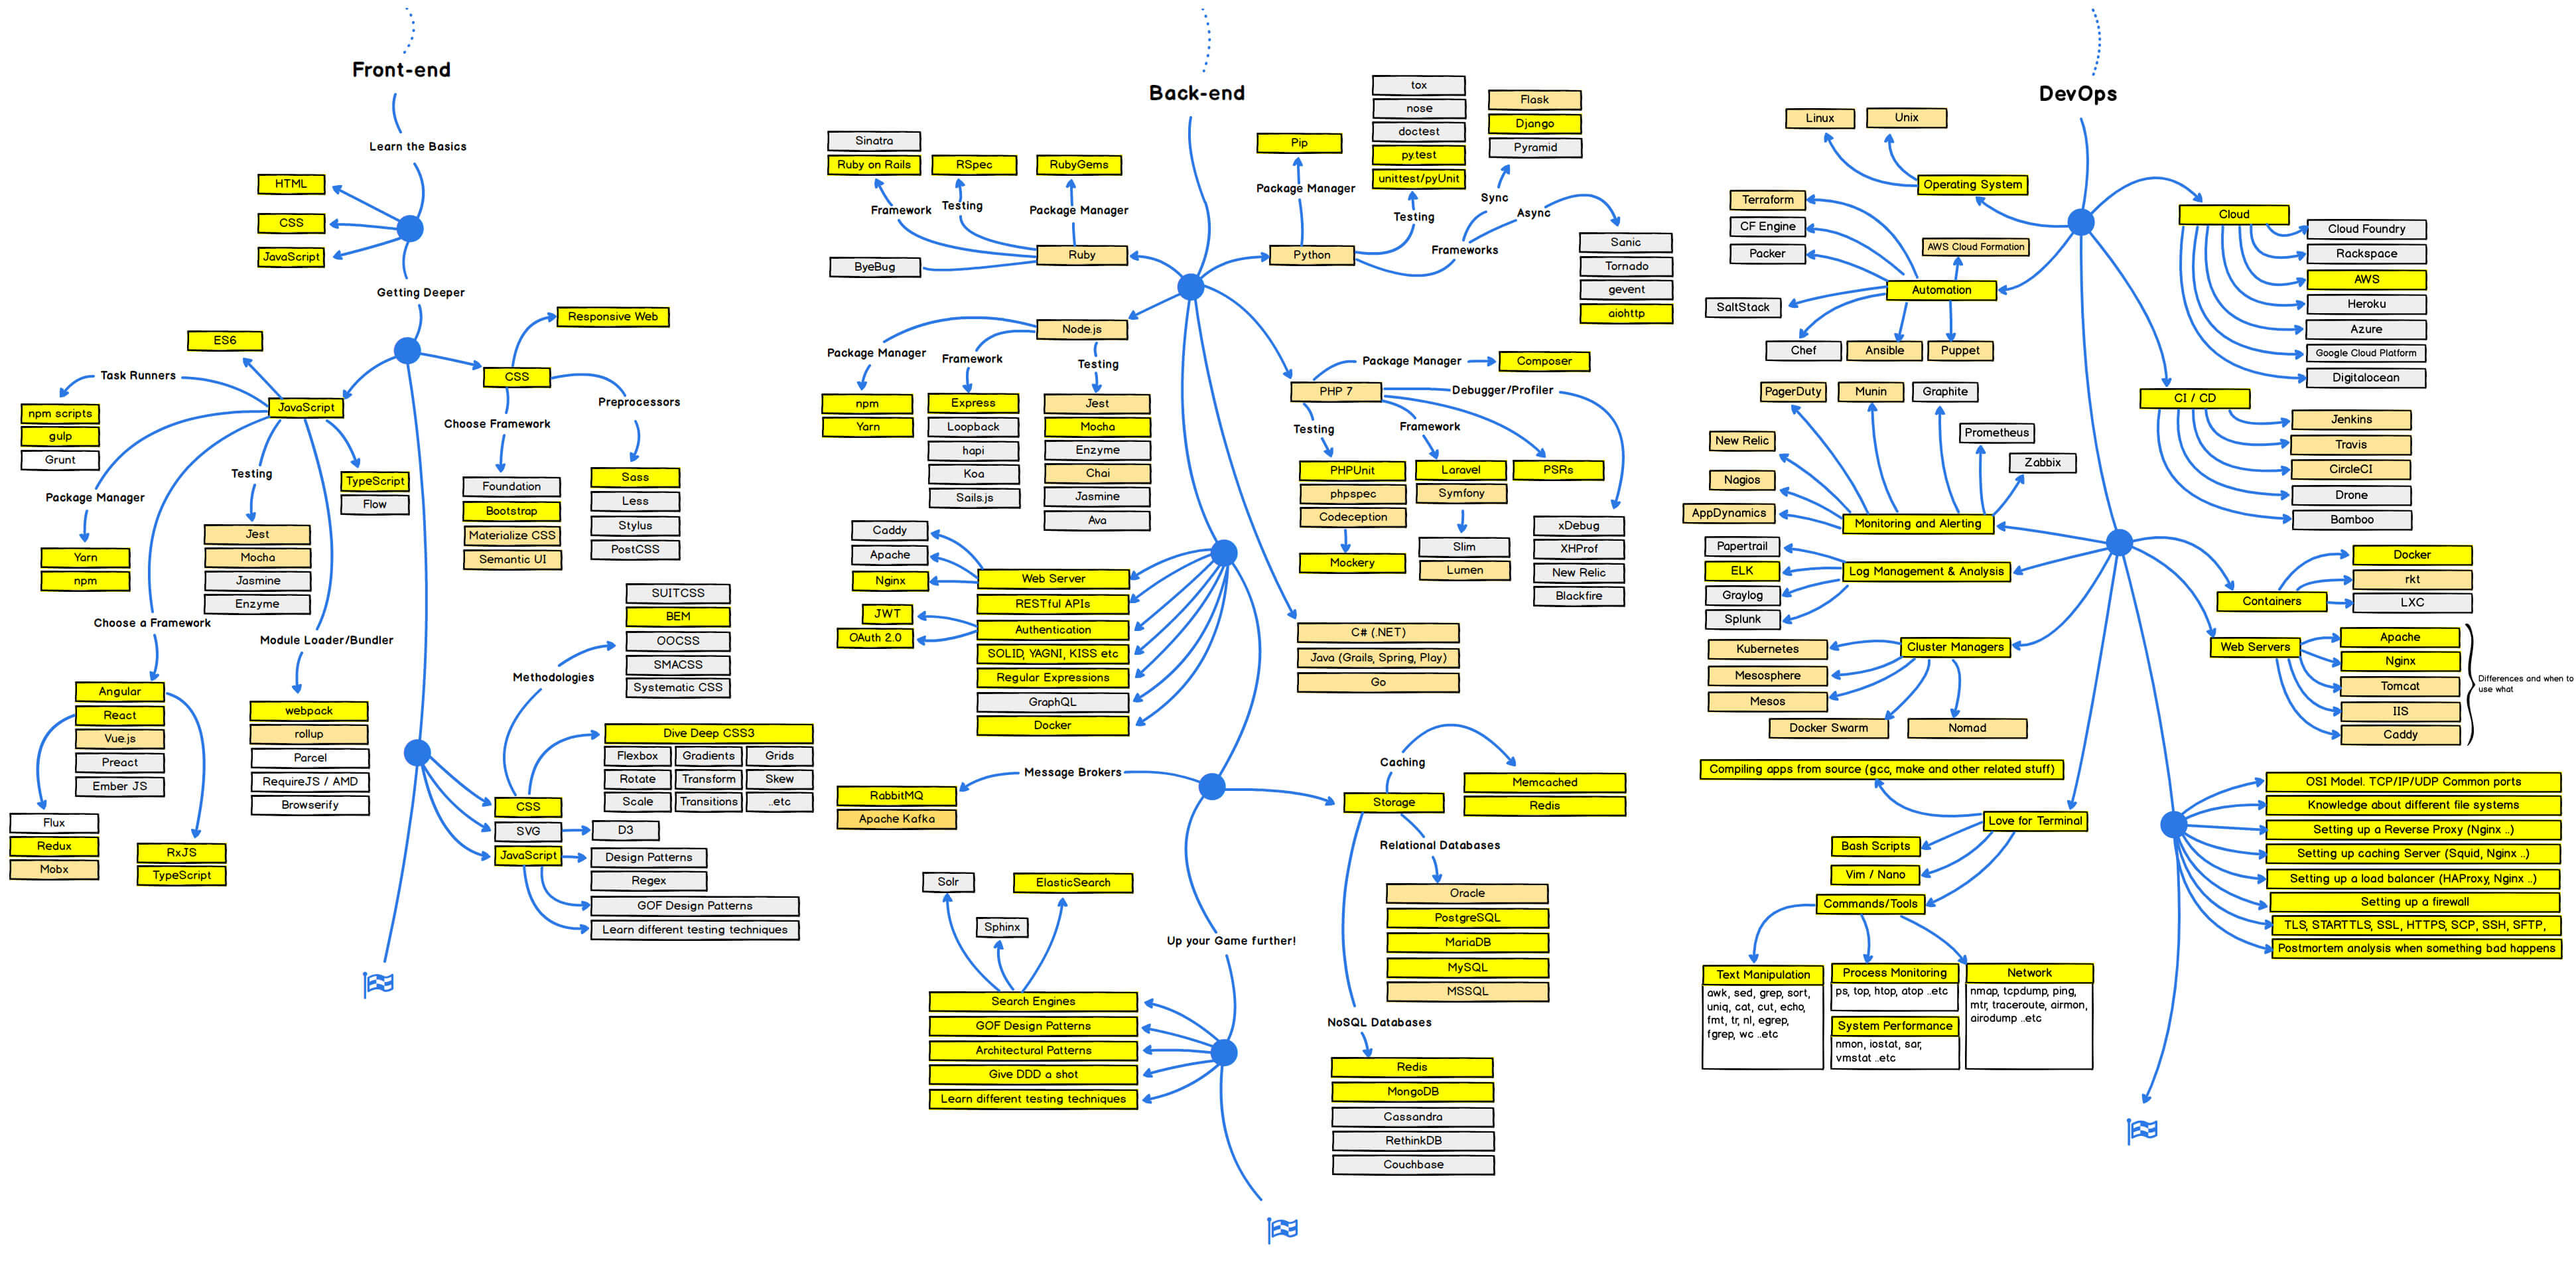 Front-end
Learn the Basics
HTML
CSS
JavaScript
Getting Deeper
Responsive Web
ES6
Task Runners
CSS
Preprocessors
npm scripts
gulp
Grunt
JavaScript
Choose Framework
Package Manager
Testing
TypeScript
Flow
Foundation
Bootstrap
Materialize CSS
Semantic UI
Sass
Less
Stylus
PostCSS
Yarn
npm
Jest
Mocha
Jasmine
Enzyme
Choose a Framework
Module Loader/Bundler
SUITCSS
BEM
OOCSS
SMACSS
Systematic CSS
Methodologies
Angular
React
Vue.js
Preact
Ember JS
webpack
rollup
Parcel
RequireJS / AMD
Browserify
Flux
Redux
Mobx
RxJS
TypeScript
Dive Deep CSS3
Flexbox Gradients Grids
Rotate Transform Skew
Scale Transitions ..etc
CSS
SVG
D3
JavaScript
Design Patterns
Regex
GOF Design Patterns
Learn different testing techniques
Back-end
Sinatra
Ruby on Rails
RSpec
RubyGems
Framework
Testing
Package Manager
Ruby
ByeBug
Pip
Package Manager
Python
tox
nose
doctest
py.test
unittest/pyUnit
Testing
Flask
Django
Pyramid
Sync
Async
Frameworks
Sanic
Tornado
gevent
aiohttp
Node.js
Package Manager
Framework
Testing
npm
Yarn
Express
Loopback
hapi
Koa
Sails.js
Jest
Mocha
Enzyme
Chai
Jasmine
Ava
Package Manager
Composer
PHP 7
Debugger/Profiler
Testing
Framework
PHPUnit
phpspec
Codeception
Mockery
Laravel
Symfony
Slim
Lumen
PSRs
xDebug
XHProf
New Relic
Blackfire
Caddy
Apache
Nginx
JWT
OAuth 2.0
Web Server
RESTful APIs
Authentication
SOLID, YAGNI, KISS etc
Regular Expressions
GraphQL
Docker
C# (.NET)
Java (Grails, Spring, Play)
Go
Message Brokers
RabbitMQ
Apache Kafka
Caching
Storage
Memcached
Redis
Relational Databases
Oracle
PostgreSQL
MariaDB
MySQL
MSSQL
NoSQL Databases
Redis
MongoDB
Cassandra
RethinkDB
Couchbase
Solr
ElasticSearch
Sphinx
Up your Game further!
Search Engines
GOF Design Patterns
Architectural Patterns
Give DDD a shot
Learn different testing techniques
DevOps
Linux
Unix
Operating System
Terraform
CF Engine
Packer
SaltStack
Chef
Ansible
Puppet
AWS Cloud Formation
Automation
Cloud
Cloud Foundry
Rackspace
AWS
Heroku
Azure
Google Cloud Platform
Digitalocean
CI / CD
Jenkins
Travis
CircleCI
Drone
Bamboo
PagerDuty
Munin
Graphite
Prometheus
Zabbix
New Relic
Nagios
AppDynamics
Monitoring and Alerting
Papertrail
ELK
Graylog
Splunk
Log Management & Analysis
Kubernetes
Mesosphere
Mesos
Docker Swarm
Nomad
Cluster Managers
Containers
Docker
rkt
LXC
Web Servers
Apache
Nginx
Tomcat
IIS
Caddy
Differences and when to
use what
Compiling apps from source (gcc, make and other related stuff)
Love for Terminal
Bash Scripts
Vim / Nano
Commands/Tools
Text Manipulation
awk, sed, grep, sort,
uniq, cat, cut, echo,
fmt, tr, nl, egrep,
fgrep, wc ..etc
Process Monitoring
ps, top, htop, atop ..etc
System Performance
nmon, iostat, sar,
vmstat ..etc
Network
nmap, tcpdump, ping,
mtr, traceroute, airmon,
airodump ..etc
OSI Model. TCP/IP/UDP Common ports
Knowledge about different file systems
Setting up a Reverse Proxy (Nginx ..)
Setting up caching Server (Squid, Nginx ..)
Setting up a load balancer (HAProxy, Nginx ..)
Setting up a firewall
TLS, STARTTLS, SSL, HTTPS, SCP, SSH, SFTP,
Postmortem analysis when something bad happens